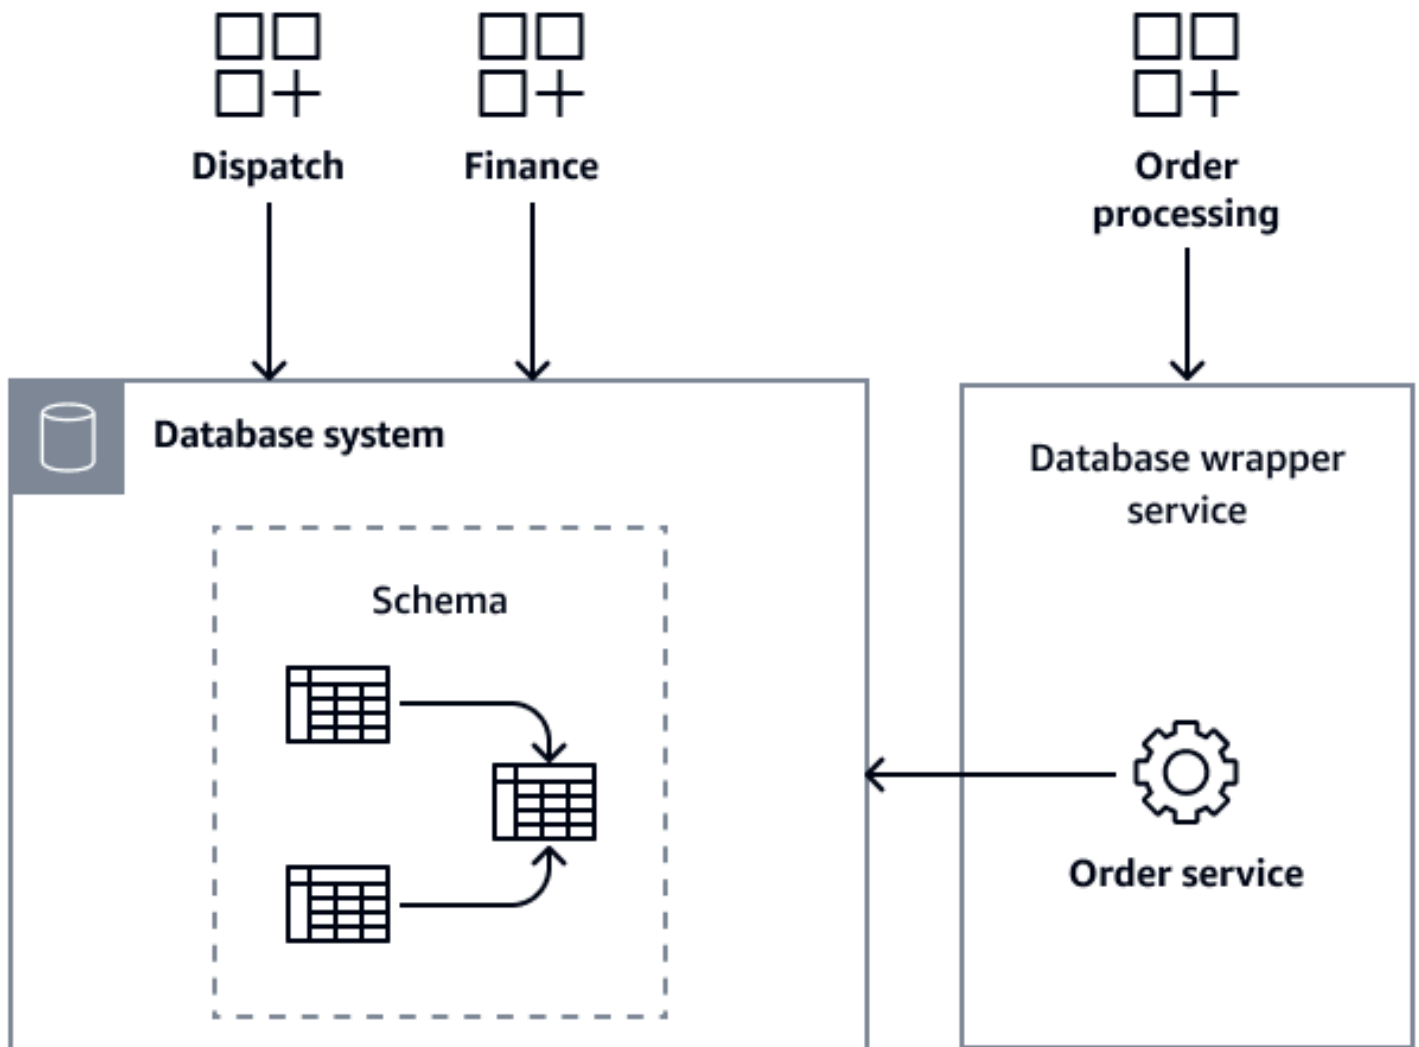 Dispatch
Finance
Order
processing
Database system
Database wrapper
service
Schema
Order service